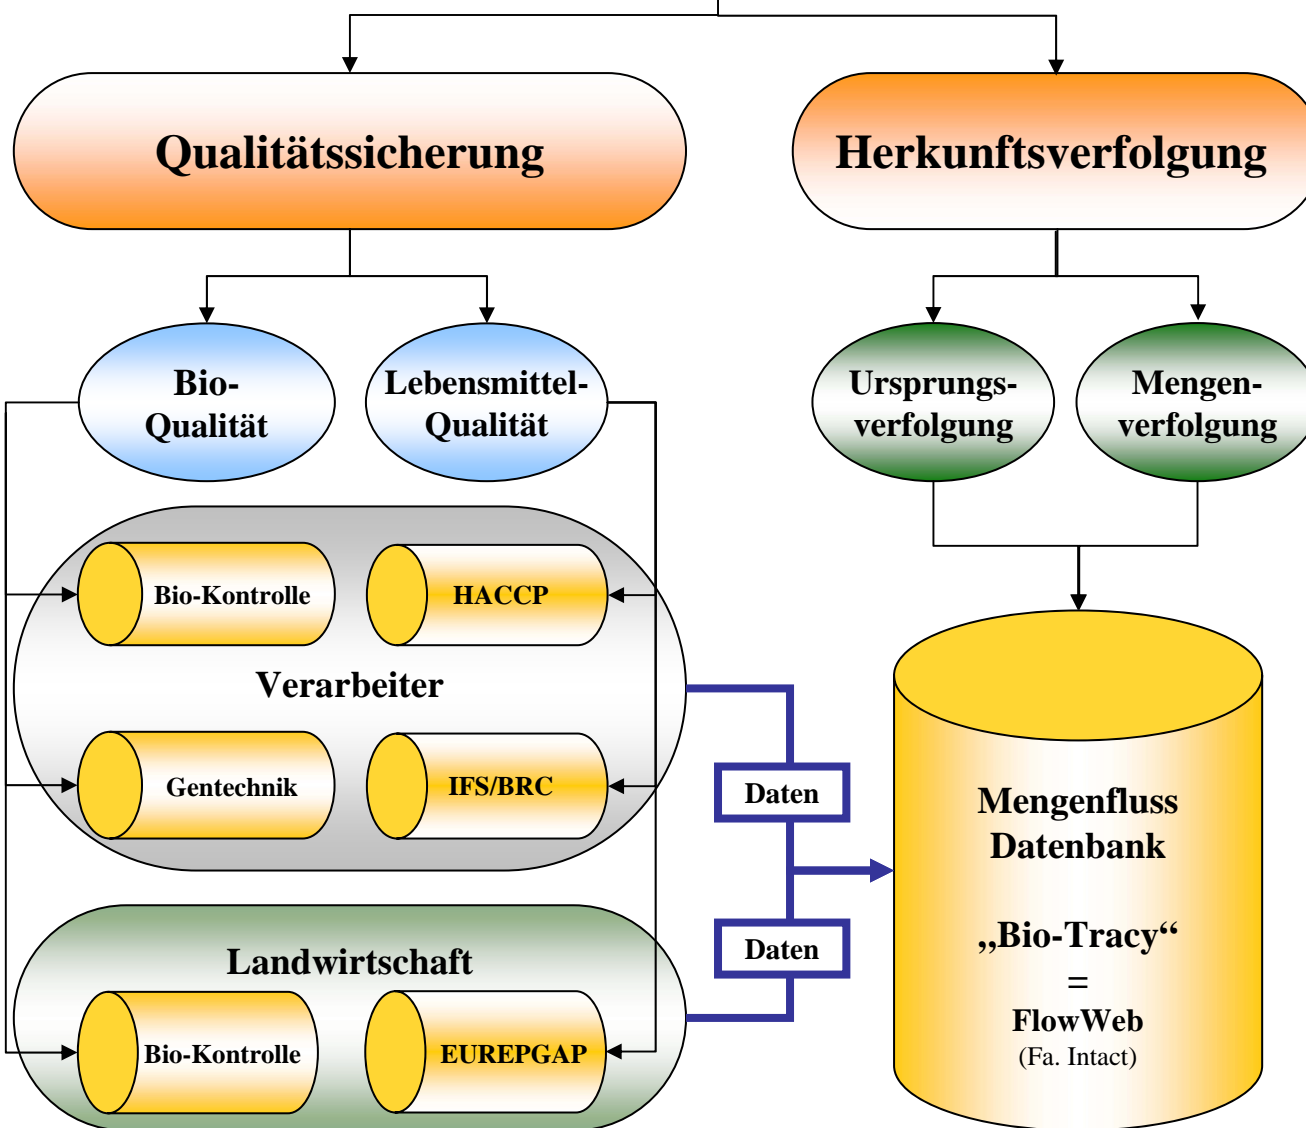 Qualitätssicherung
Herkunftsverfolgung
Bio-
Qualität
Lebensmittel-
Qualität
Ursprungs-
verfolgung
Mengen-
verfolgung
Bio-Kontrolle
HACCP
Verarbeiter
Gentechnik
IFS/BRC
Daten
Daten
Landwirtschaft
Bio-Kontrolle
EUREPGAP
Mengenfluss
Datenbank
„Bio-Tracy“
=
FlowWeb
(Fa. Intact)